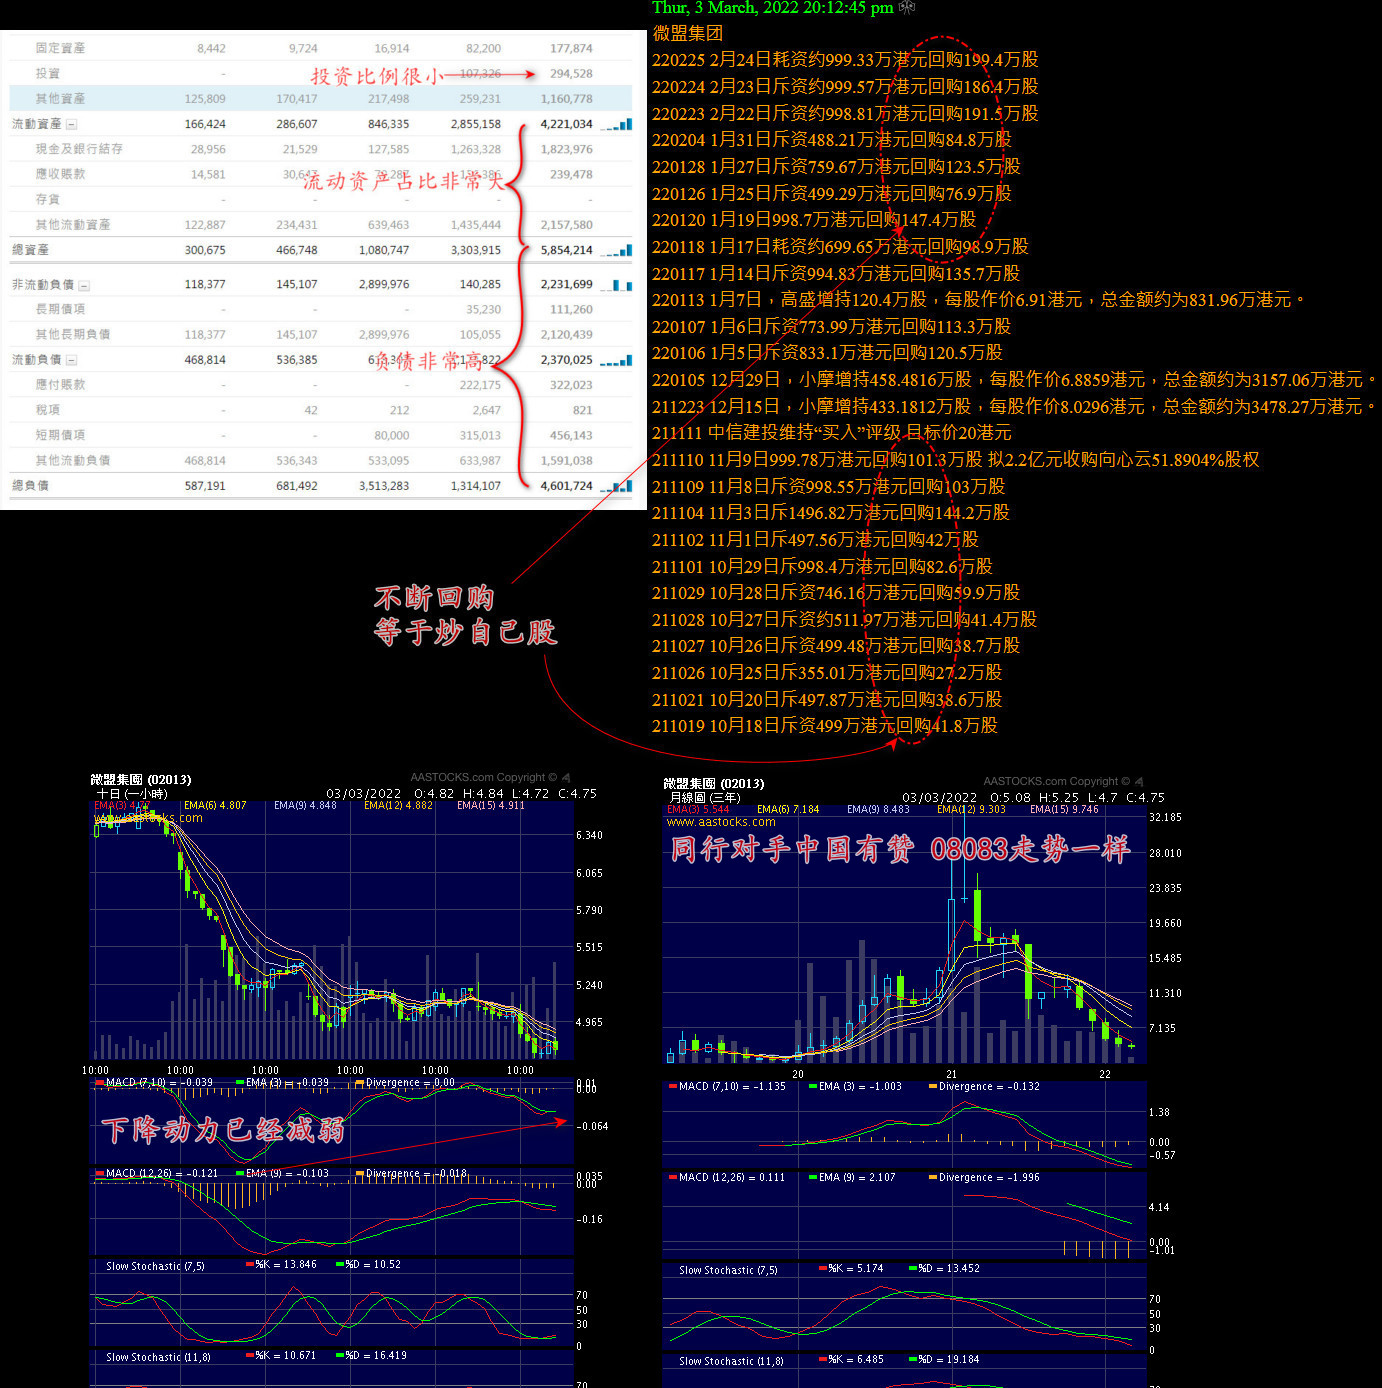 Thur, 3 March, 2022 20:12:45 pm
微盟集团
220225 2月24日耗资约999.33万港元回购199.4万股
220224 2月23日斥资约999.57万港元回购186.4万股
220223 2月22日斥资约998.81万港元回购191.5万股
220204 1月31日斥资488.21万港元回购84.8万股
220128 1月27日斥资759.67万港元回购123.5万股
220126 1月25日斥资499.29万港元回购76.9万股
220120 1月19日998.7万港元回购147.4万股
220118 1月17日耗资约699.65万港元回购98.9万股
220117 1月14日斥资994.83万港元回购135.7万股
220113 1月7日，高盛增持120.4万股，每股作价6.91港元，总金额约为831.96万港元。
220107 1月6日斥资773.99万港元回购113.3万股
220106 1月5日斥资833.1万港元回购120.5万股
220105 12月29日，小摩增持458.4816万股，每股作价6.8859港元，总金额约为3157.06万港元。
211223 12月15日，小摩增持433.1812万股，每股作价8.0296港元，总金额约为3478.27万港元。
211111 中信建投维持“买入”评级 目标价20港元
211110 11月9日999.78万港元回购101.3万股 拟2.2亿元收购向心云51.8904%股权
211109 11月8日斥资998.55万港元回购103万股
211104 11月3日斥1496.82万港元回购144.2万股
211102 11月1日斥497.56万港元回购42万股
211101 10月29日斥998.4万港元回购82.6万股
211029 10月28日斥资746.16万港元回购59.9万股
211028 10月27日斥资约511.97万港元回购41.4万股
211027 10月26日斥资499.48万港元回购38.7万股
211026 10月25日斥355.01万港元回购27.2万股
211021 10月20日斥497.87万港元回购38.6万股
211019 10月18日斥资499万港元回购41.8万股
固定資產 8,442 9,724 16,914 82,200 177,874
投資 - - - 107,326 294,528
投资比例很小
其他資產 125,809 170,417 217,498 259,231 1,160,778
流動資產 166,424 286,607 846,335 2,855,158 4,221,034
現金及銀行結存 28,956 21,529 127,585 1,263,328 1,823,976
應收賬款 14,581 239,478
流动资产占比非常大
存貨 - - - - -
其他流動資產 122,887 234,431 639,463 1,435,444 2,157,580
總資產 300,675 466,748 1,080,747 3,303,915 5,854,214
非流動負債 118,377 145,107 2,899,976 140,285 2,231,699
長期債項 - - - 35,230 111,260
其他長期負債 118,377 145,107 2,899,976 105,055 2,120,439
流動負債 468,814 536,385 2,370,025
负债非常高
應付賬款 - - - 222,175 322,023
稅項 - 42 212 2,647 821
短期債項 - - 80,000 315,013 456,143
其他流動負債 468,814 536,343 533,095 633,987 1,591,038
總負債 587,191 681,492 3,513,283 1,314,107 4,601,724
不断回购
等于炒自己股
微盟集團 (02013)
AASTOCKS.com Copyright ©
十日 (一小時) 03/03/2022 O:4.82 H:4.84 L:4.72 C:4.75
EMA(6) 4.807 EMA(9) 4.848 EMA(12) 4.882 EMA(15) 4.911
www.aastocks.com
6.340
6.065
5.790
5.515
5.240
4.965
10:00 10:00 10:00 10:00 10:00 10:00
MACD (7,10) = -0.039 EMA (3) = -0.039 Divergence = 0.00
0.01
0.00
-0.064
下降动力已经减弱
MACD (12,26) = -0.121 EMA (9) = -0.103 Divergence = -0.018
0.035
0.00
-0.16
Slow Stochastic (7,5) %K = 13.846 %D = 10.52
70
50
30
0
Slow Stochastic (11,8) %K = 10.671 %D = 16.419
70
微盟集團 (02013)
AASTOCKS.com Copyright ©
月線圖 (三年) 03/03/2022 O:5.08 H:5.25 L:4.7 C:4.75
EMA(3) 5.544 EMA(6) 7.184 EMA(9) 8.483 EMA(12) 9.303 EMA(15) 9.746
www.aastocks.com
同行对手中国有赞 08083走势一样
32.185
28.010
23.835
19.660
15.485
11.310
7.135
20 21 22
MACD (7,10) = -1.135 EMA (3) = -1.003 Divergence = -0.132
1.38
0.00
-0.57
MACD (12,26) = 0.111 EMA (9) = 2.107 Divergence = -1.996
4.14
0.00
-1.01
Slow Stochastic (7,5) %K = 5.174 %D = 13.452
70
50
30
0
Slow Stochastic (11,8) %K = 6.485 %D = 19.184
70